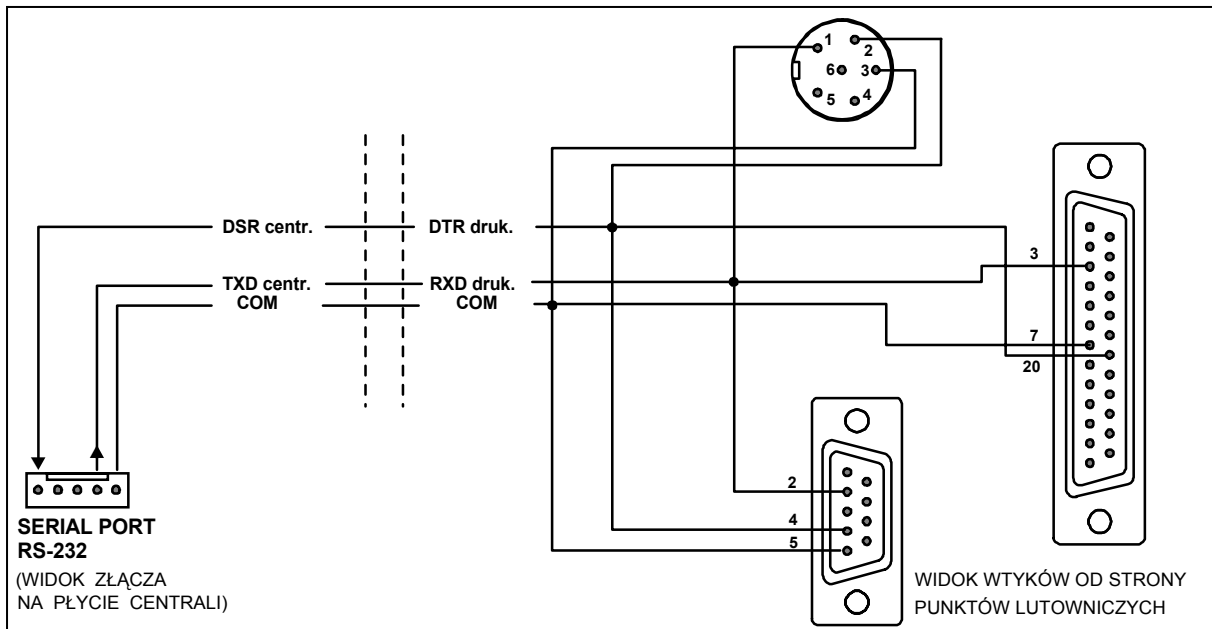 1
2
6
3
5
4
DSR centr.
DTR druk.
3
TXD centr.
RXD druk.
COM
COM
7
20
2
4
5
SERIAL PORT
RS-232
(WIDOK ZŁĄCZA
NA PŁYCIE CENTRALI)
WIDOK WTYKÓW OD STRONY
PUNKTÓW LUTOWNICZYCH